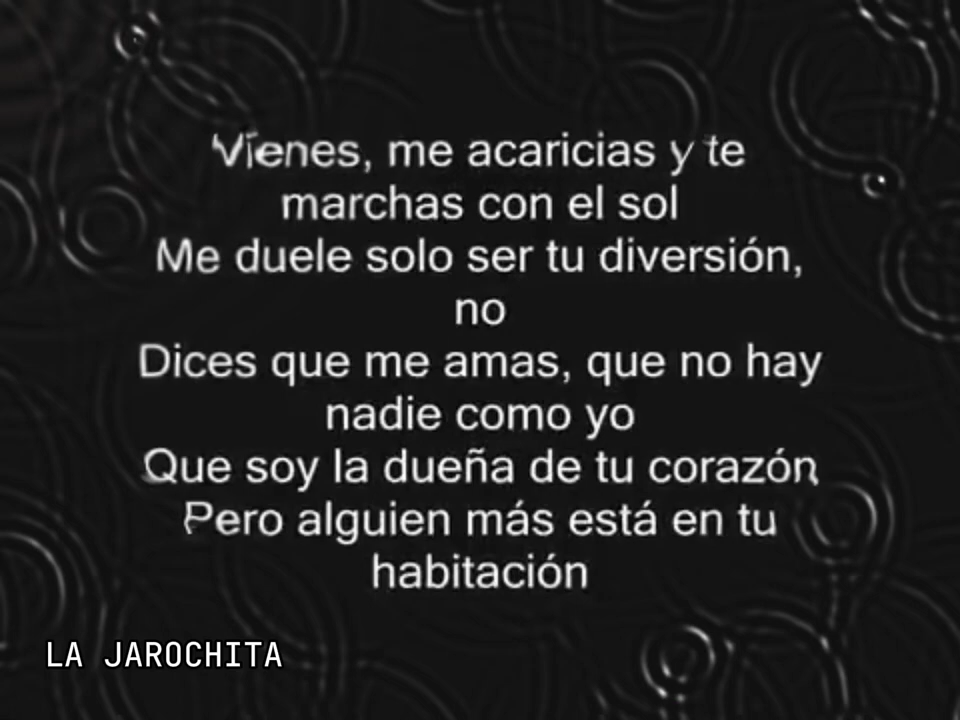 Vienes, me acaricias y te
marchas con el sol
Me duele solo ser tu diversión,
no
Dices que me amas, que no hay
nadie como yo
Que soy la dueña de tu corazón
Pero alguien más está en tu
habitación
LA JAROCHITA